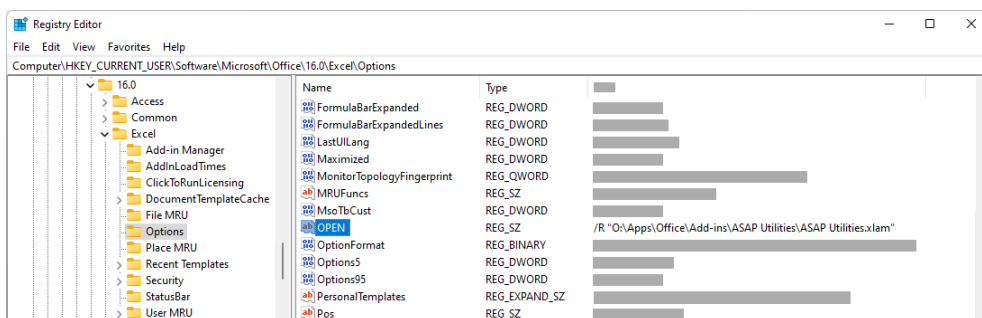 Registry Editor
File Edit View Favorites Help
Computer\HKEY_CURRENT_USER\Software\Microsoft\Office\16.0\Excel\Options
16.0
Access
Common
Excel
Add-in Manager
AddInLoadTimes
ClickToRunLicensing
DocumentTemplateCache
File MRU
Options
Place MRU
Recent Templates
Security
StatusBar
User MRU
Name Type
FormulaBarExpanded REG_DWORD
FormulaBarExpandedLines REG_DWORD
LastUILang REG_DWORD
Maximized REG_DWORD
MonitorTopologyFingerprint REG_QWORD
MRUFuncs REG_SZ
MsoTbCust REG_DWORD
OPEN REG_SZ /R "O:\Apps\Office\Add-ins\ASAP Utilities\ASAP Utilities.xlam"
OptionFormat REG_BINARY
Options5 REG_DWORD
Options95 REG_DWORD
PersonalTemplates REG_EXPAND_SZ
Pos REG_SZ